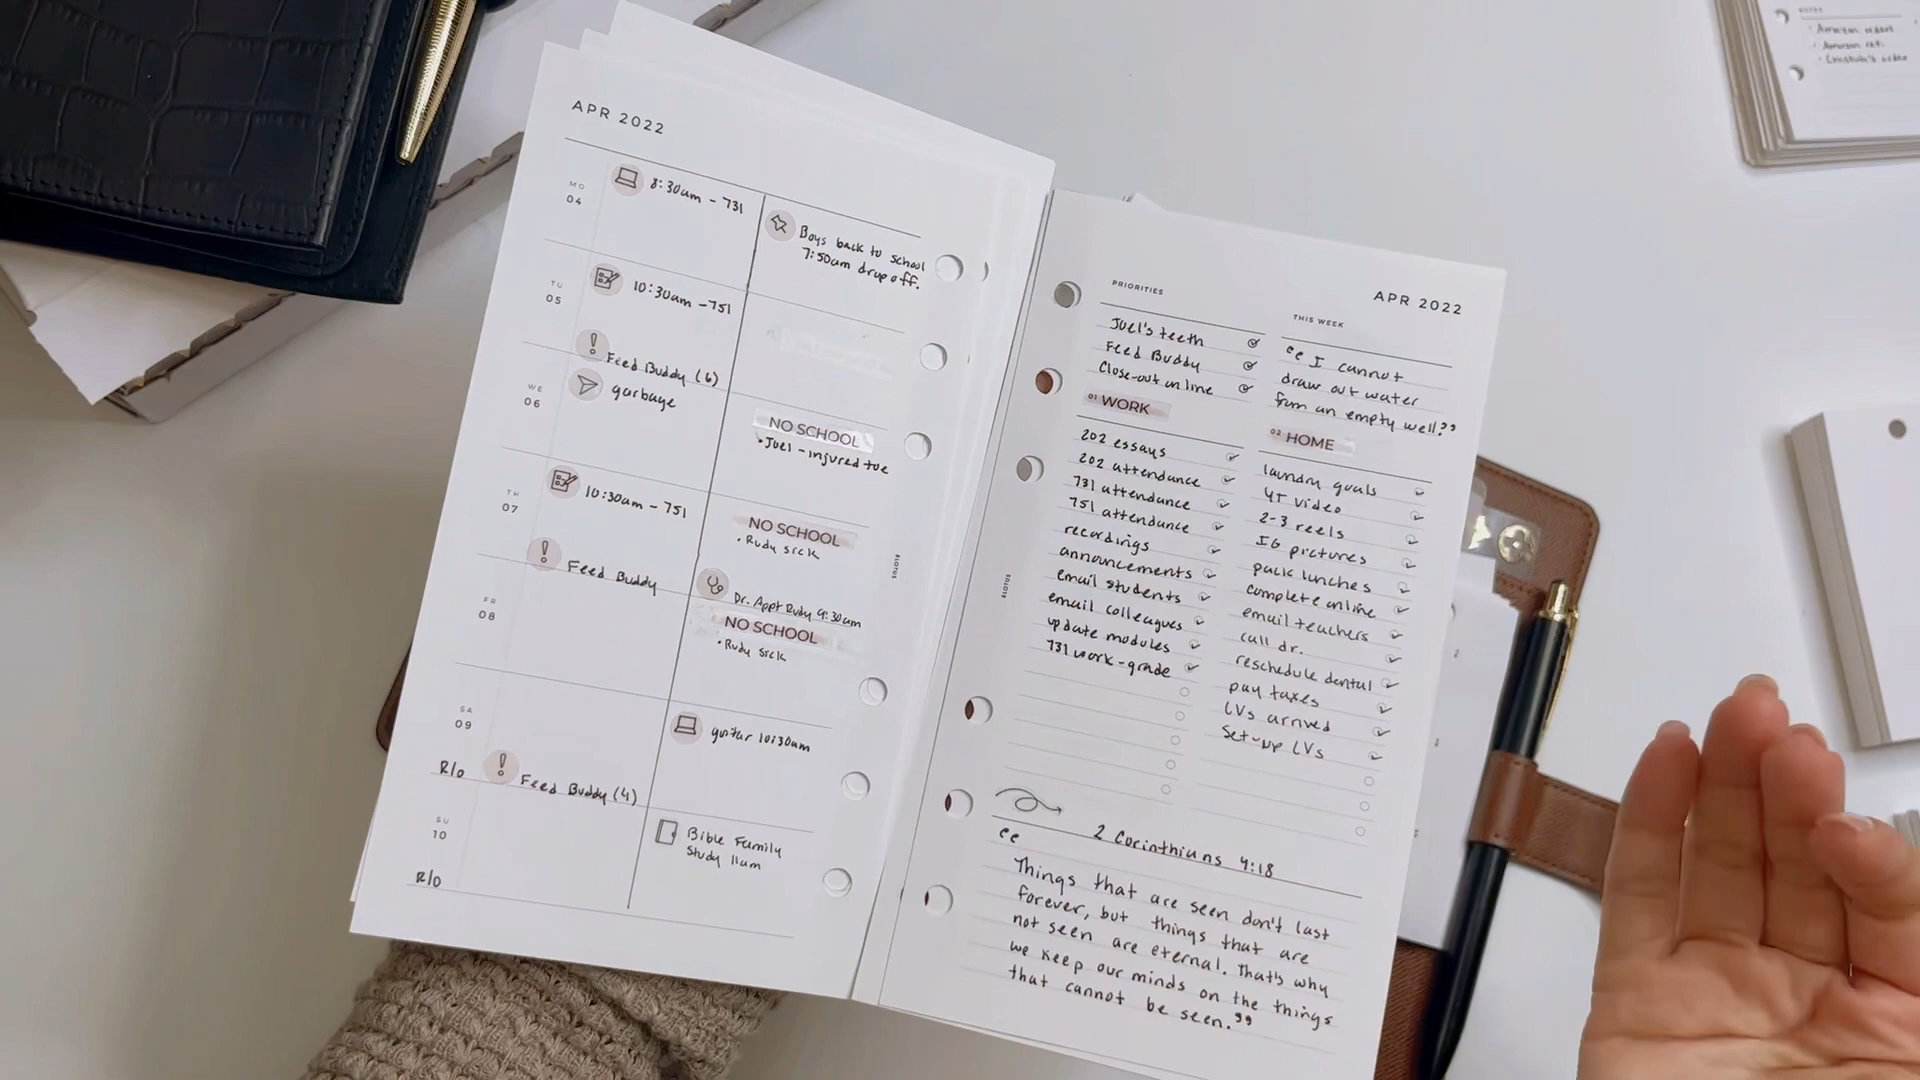 APR 2022
MO
04
8:30am - 731
Boys back to school
7:50am drop off.
TU
05
10:30am - 751
Feed Buddy (6)
WE
06
garbage
NO SCHOOL
• Juel - injured toe
TH
07
10:30am - 751
NO SCHOOL
• Rudy sick
Feed Buddy
FR
08
Dr. Appt Rudy 9:30am
NO SCHOOL
• Rudy sick
SA
09
guitar 10:30am
R/O
Feed Buddy (4)
SU
10
Bible Family
Study 11am
R/O
PRIORITIES
APR 2022
Juel's teeth
Feed Buddy
Close-out online
THIS WEEK
“I cannot
draw out water
from an empty well.”
01 WORK
202 essays
202 attendance
731 attendance
751 attendance
recordings
announcements
email students
email colleagues
update modules
731 work-grade
02 HOME
laundry goals
YT video
2-3 reels
IG pictures
pack lunches
complete online
email teachers
call dr.
reschedule dental
pay taxes
LVs arrived
Set-up LVs
2 Corinthians 4:18
“
Things that are seen don't last
forever, but things that are
not seen are eternal. That's why
we keep our minds on the things
that cannot be seen.”
NOTES
• Amazon orders